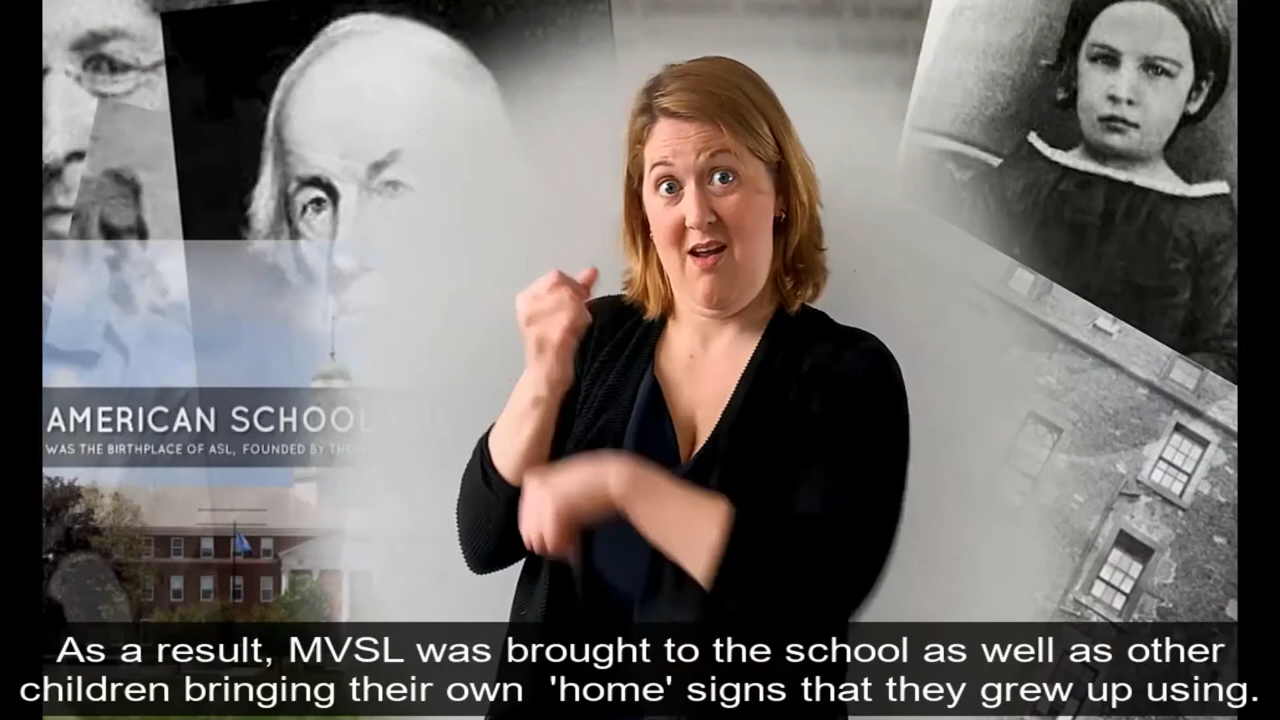 AMERICAN SCHOOL
WAS THE BIRTHPLACE OF ASL, FOUNDED BY
As a result, MVSL was brought to the school as well as other
children bringing their own 'home' signs that they grew up using.